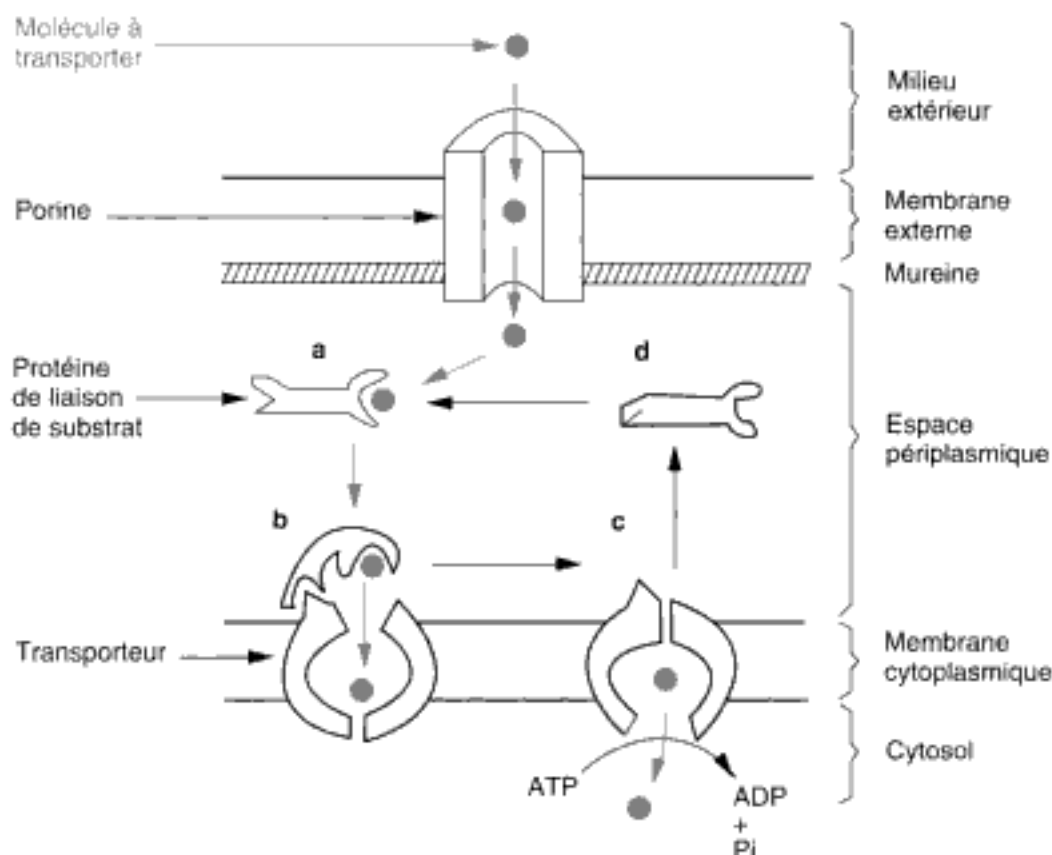 Molécule à
transporter
Milieu
extérieur
Porine
Membrane
externe
Mureine
a
d
Protéine
de liaison
de substrat
Espace
périplasmique
b
c
Transporteur
Membrane
cytoplasmique
Cytosol
ATP
ADP
+
Pi